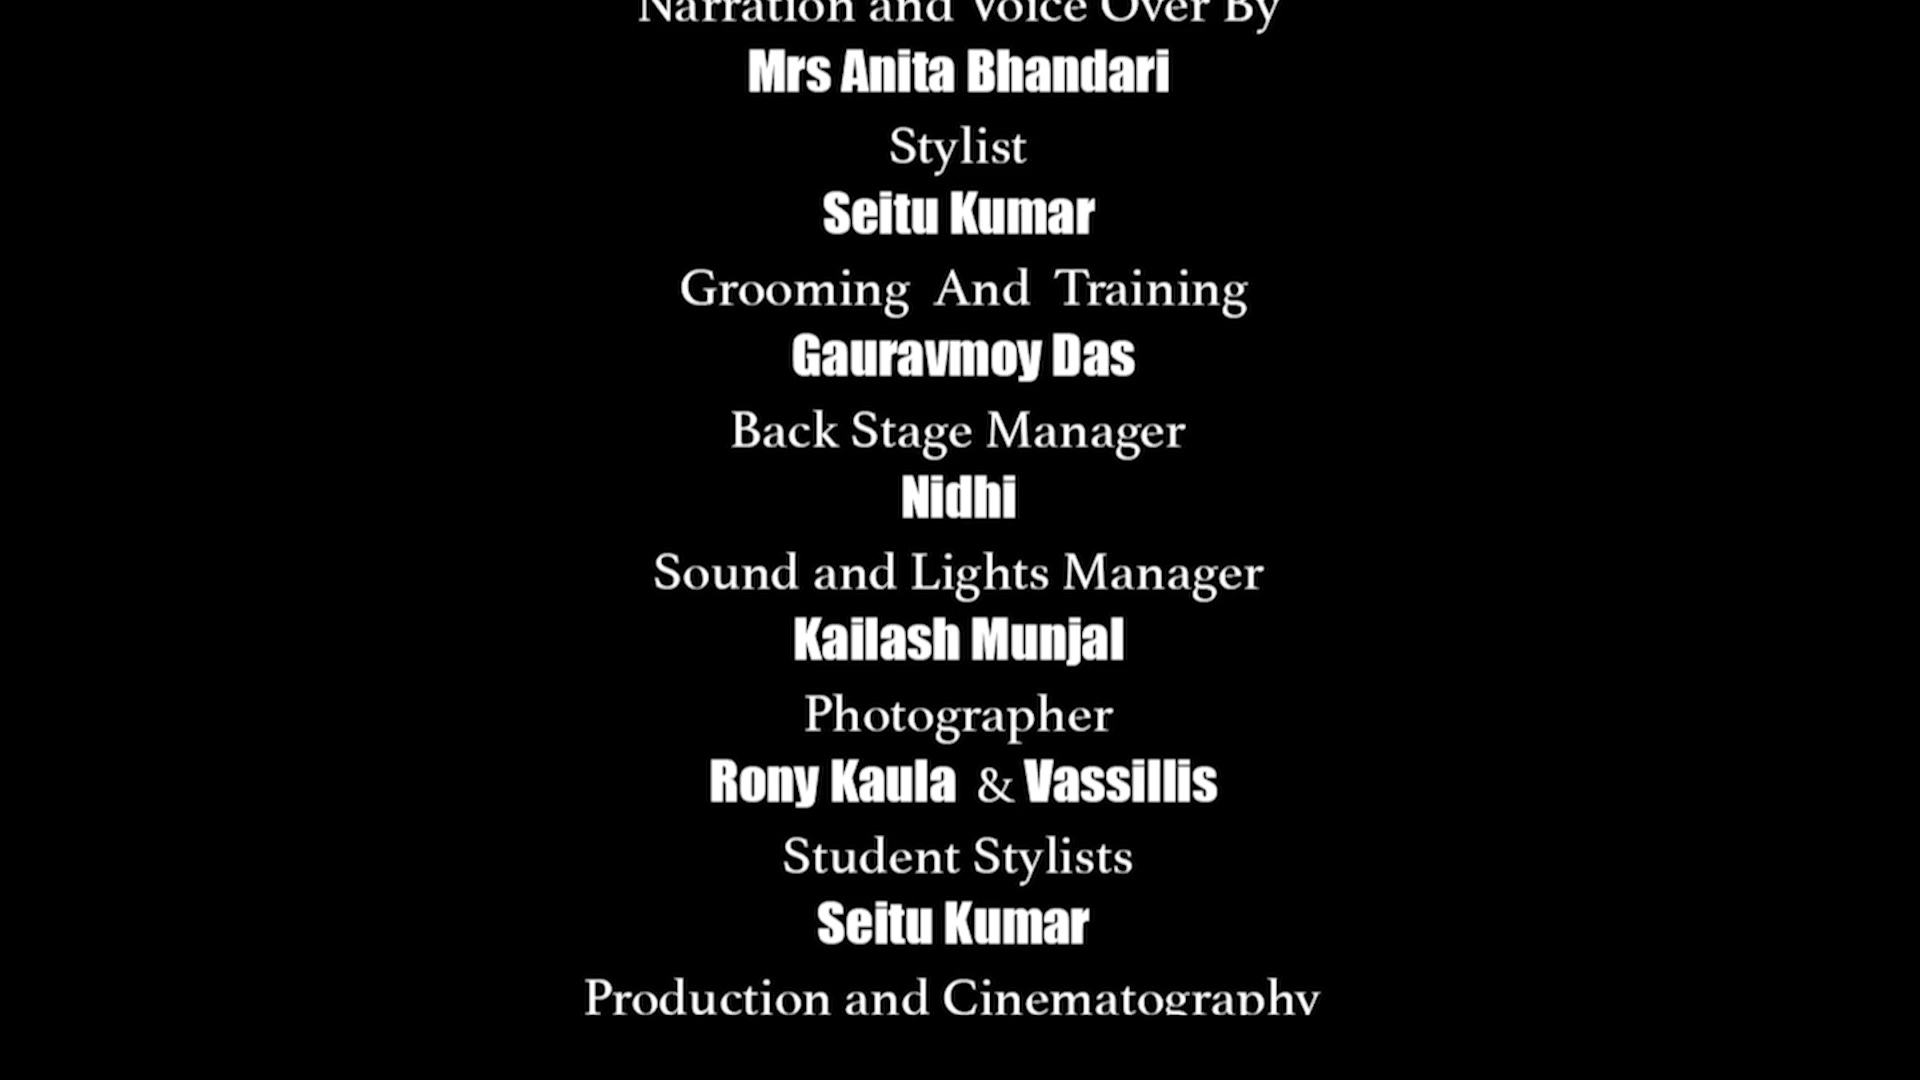 Narration and Voice Over By
Mrs Anita Bhandari
Stylist
Seitu Kumar
Grooming And Training
Gauravmoy Das
Back Stage Manager
Nidhi
Sound and Lights Manager
Kailash Munjal
Photographer
Rony Kaula & Vassillis
Student Stylists
Seitu Kumar
Production and Cinematography